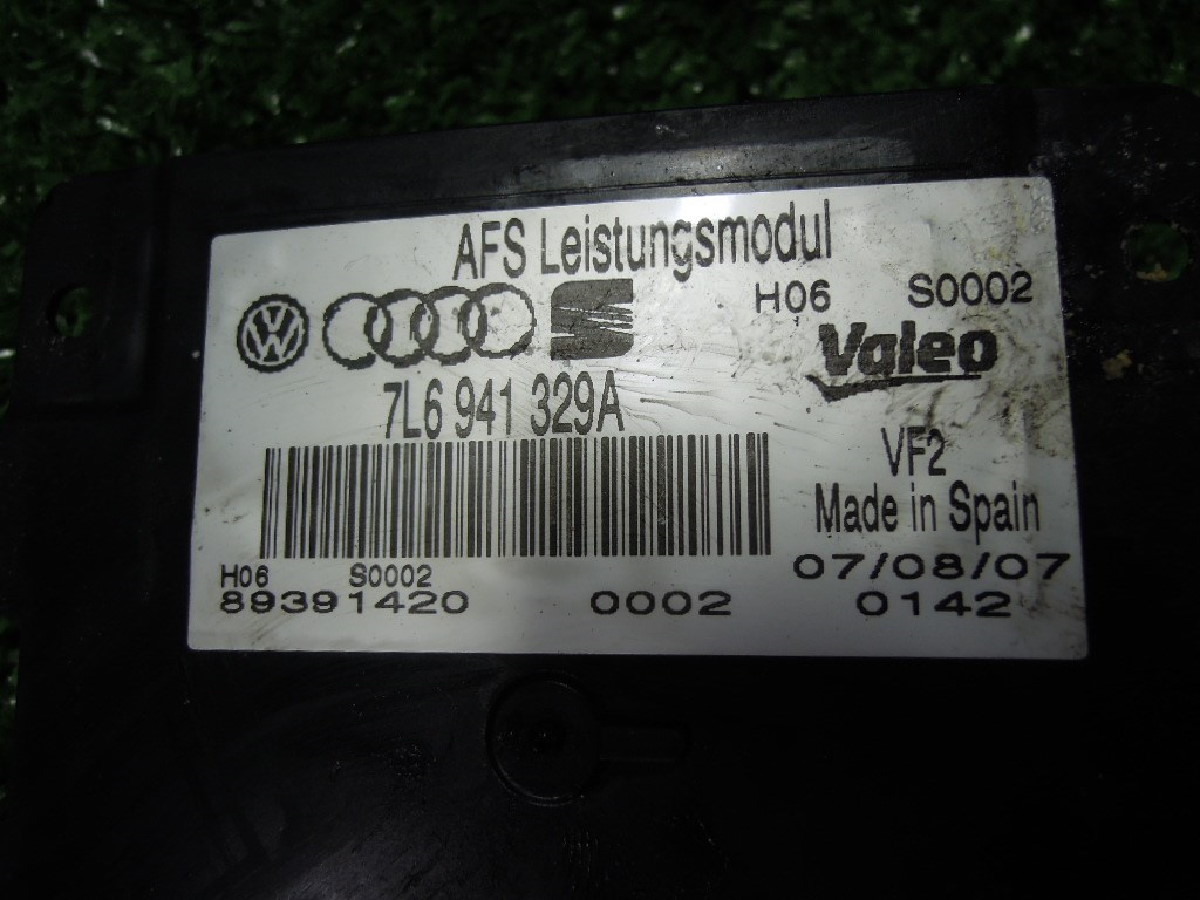 AFS Leistungsmodul
H06 S0002
Valeo
7L6 941 329A
VF2
Made in Spain
07/08/07
H06 S0002
89391420 0002 0142